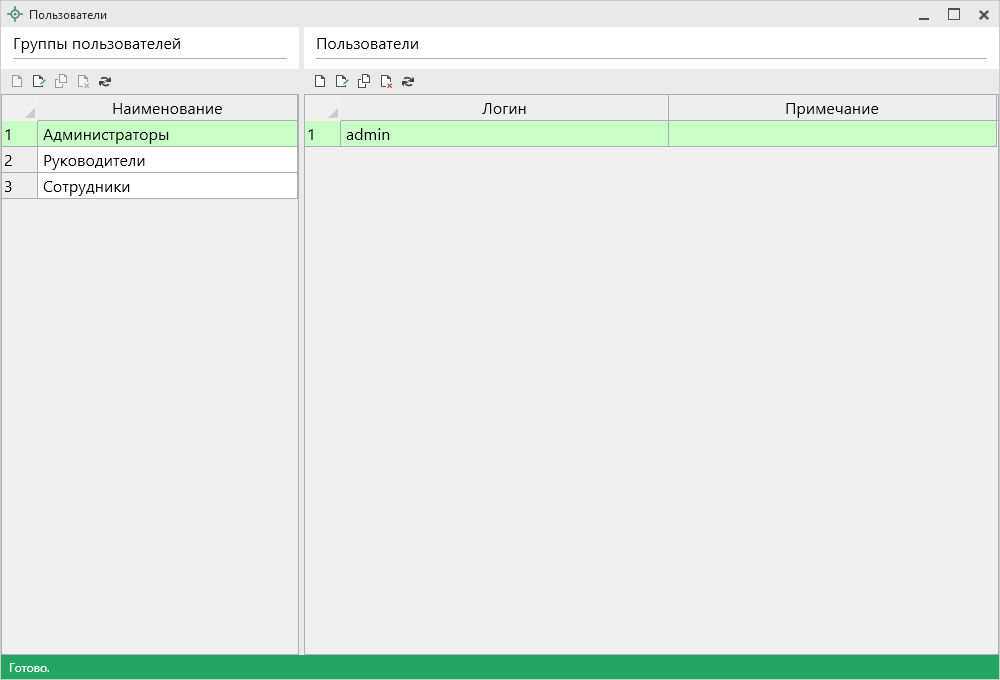 Пользователи
Группы пользователей
Пользователи
Наименование
1 Администраторы
2 Руководители
3 Сотрудники
Логин Примечание
1 admin
Готово.